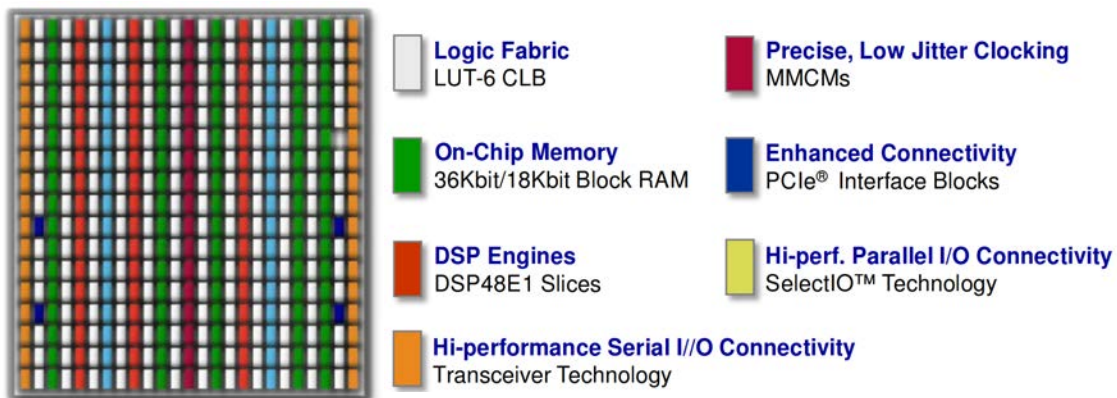 Logic Fabric
LUT-6 CLB
On-Chip Memory
36Kbit/18Kbit Block RAM
DSP Engines
DSP48E1 Slices
Hi-performance Serial I//O Connectivity
Transceiver Technology
Precise, Low Jitter Clocking
MMCMs
Enhanced Connectivity
PCIe® Interface Blocks
Hi-perf. Parallel I/O Connectivity
SelectIO™ Technology